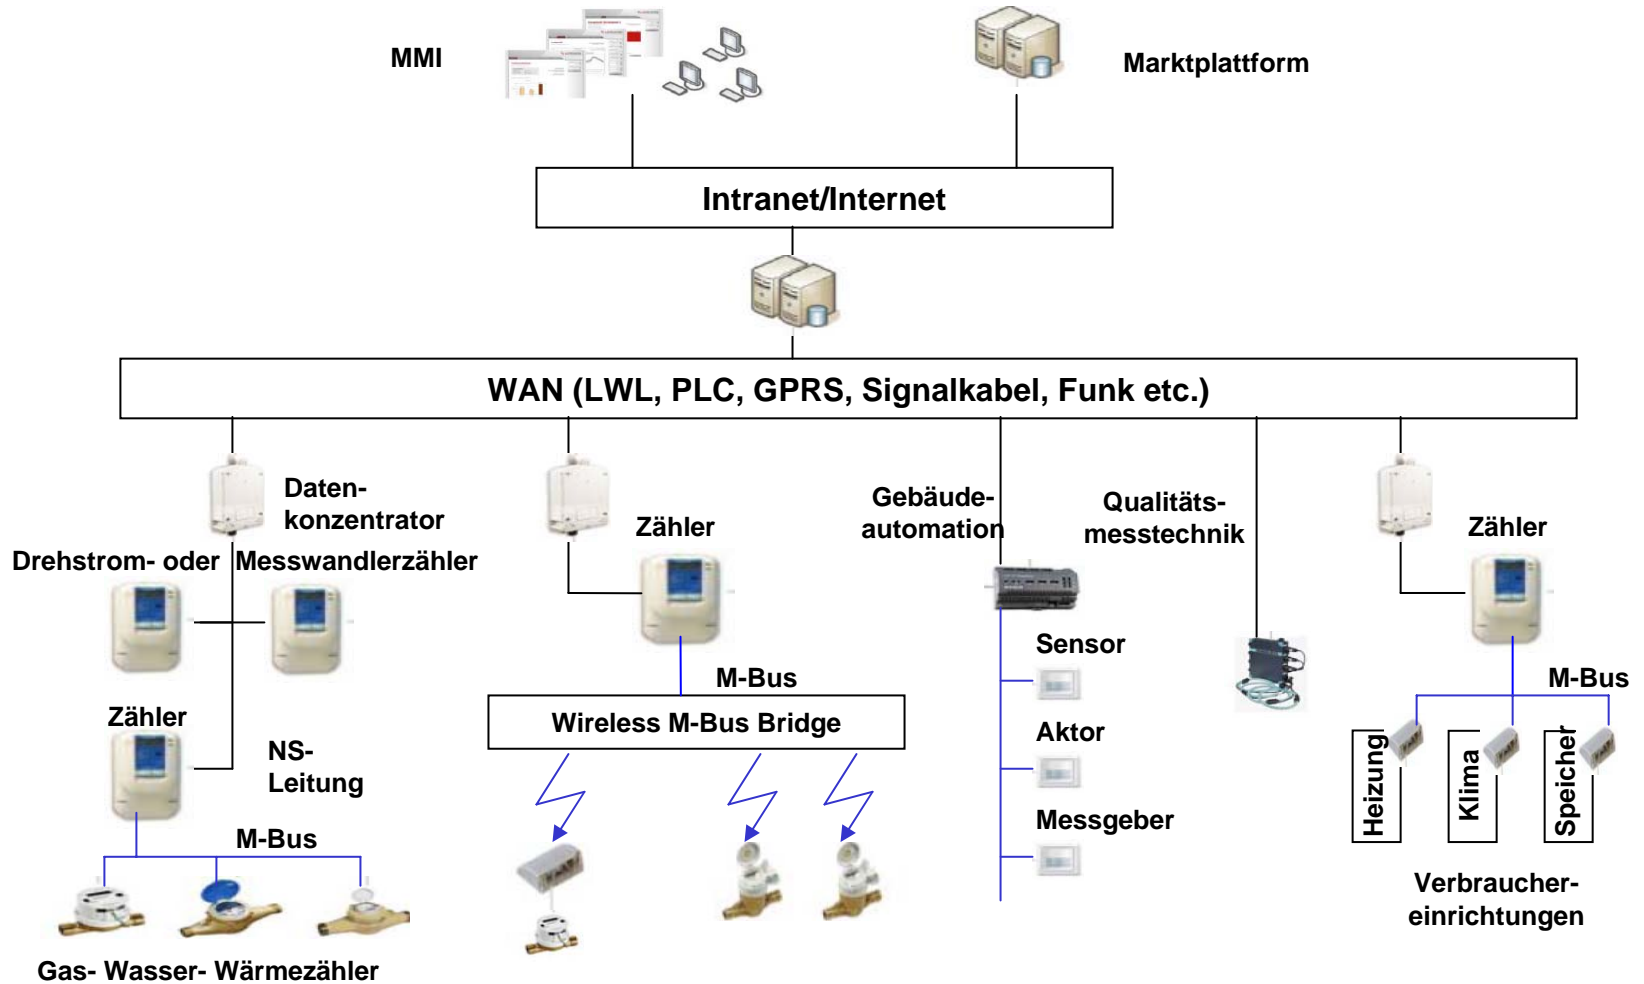 MMI
Marktplattform
Intranet/Internet
WAN (LWL, PLC, GPRS, Signalkabel, Funk etc.)
Daten-
konzentrator
Drehstrom- oder
Messwandlerzähler
Zähler
NS-
Leitung
M-Bus
Gas- Wasser- Wärmezähler
Zähler
M-Bus
Wireless M-Bus Bridge
Gebäude-
automation
Sensor
Aktor
Messgeber
Qualitäts-
messtechnik
Zähler
M-Bus
Heizung
Klima
Speicher
Verbraucher-
einrichtungen